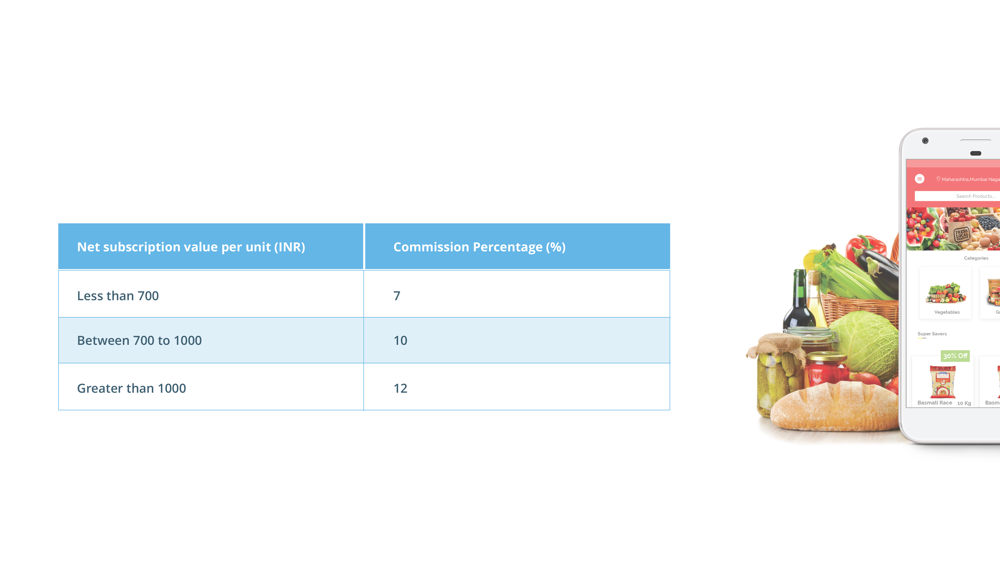 Net subscription value per unit (INR) Commission Percentage (%)
Less than 700 7
Between 700 to 1000 10
Greater than 1000 12
Maharashtra,Mumbai Naga
Search Products....
FRESH
LOCAL
PRODUCE
Categories
Vegetables
Super Savers
30% Off
Basmati Race 10 Kg